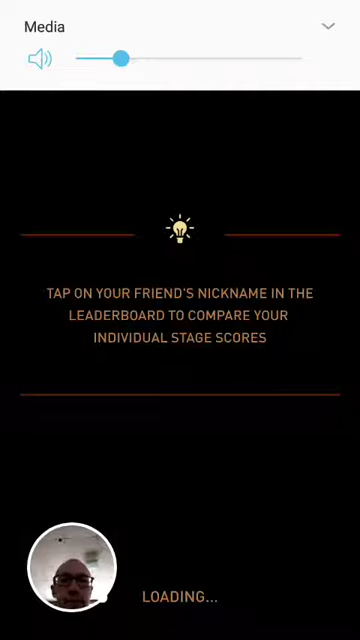 Media
TAP ON YOUR FRIEND'S NICKNAME IN THE
LEADERBOARD TO COMPARE YOUR
INDIVIDUAL STAGE SCORES
LOADING...